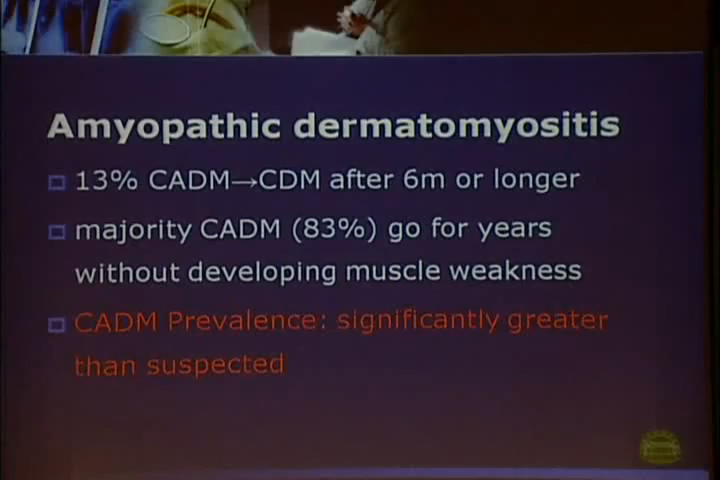 Amyopathic dermatomyositis
13% CADM→CDM after 6m or longer
majority CADM (83%) go for years
without developing muscle weakness
CADM Prevalence: significantly greater
than suspected